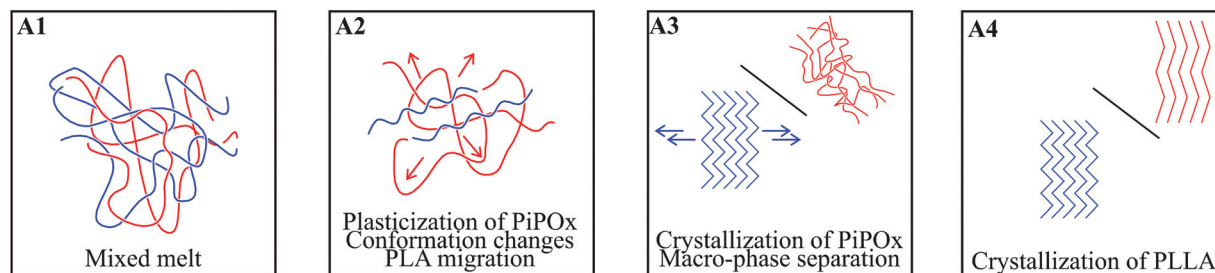 A1
Mixed melt
A2
Plasticization of PiPOx
Conformation changes
PLA migration
A3
Crystallization of PiPOx
Macro-phase separation
A4
Crystallization of PLLA